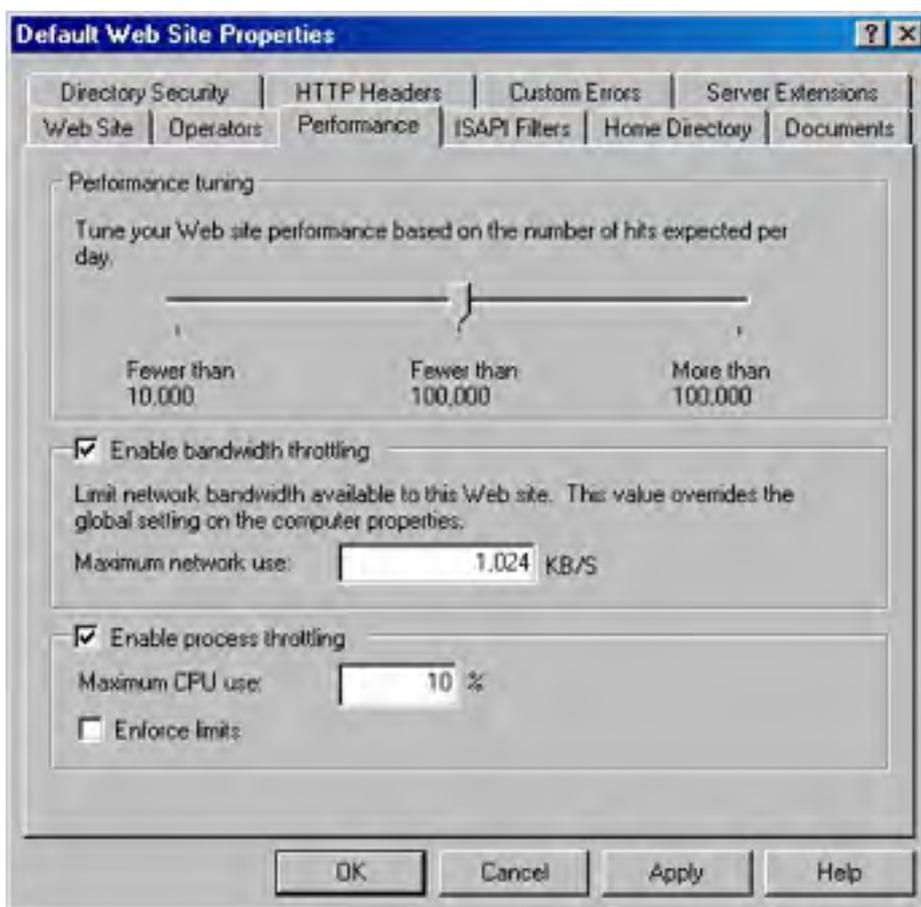 Default Web Site Properties
Directory Security HTTP Headers Custom Errors Server Extensions
Web Site Operators Performance ISAPI Filters Home Directory Documents
Performance tuning
Tune your Web site performance based on the number of hits expected per
day.
Fewer than Fewer than More than
10,000 100,000 100,000
Enable bandwidth throttling
Limit network bandwidth available to this Web site. This value overrides the
global setting on the computer properties.
Maximum network use: 1,024 KB/S
Enable process throttling
Maximum CPU use: 10 %
Enforce limits
OK Cancel Apply Help